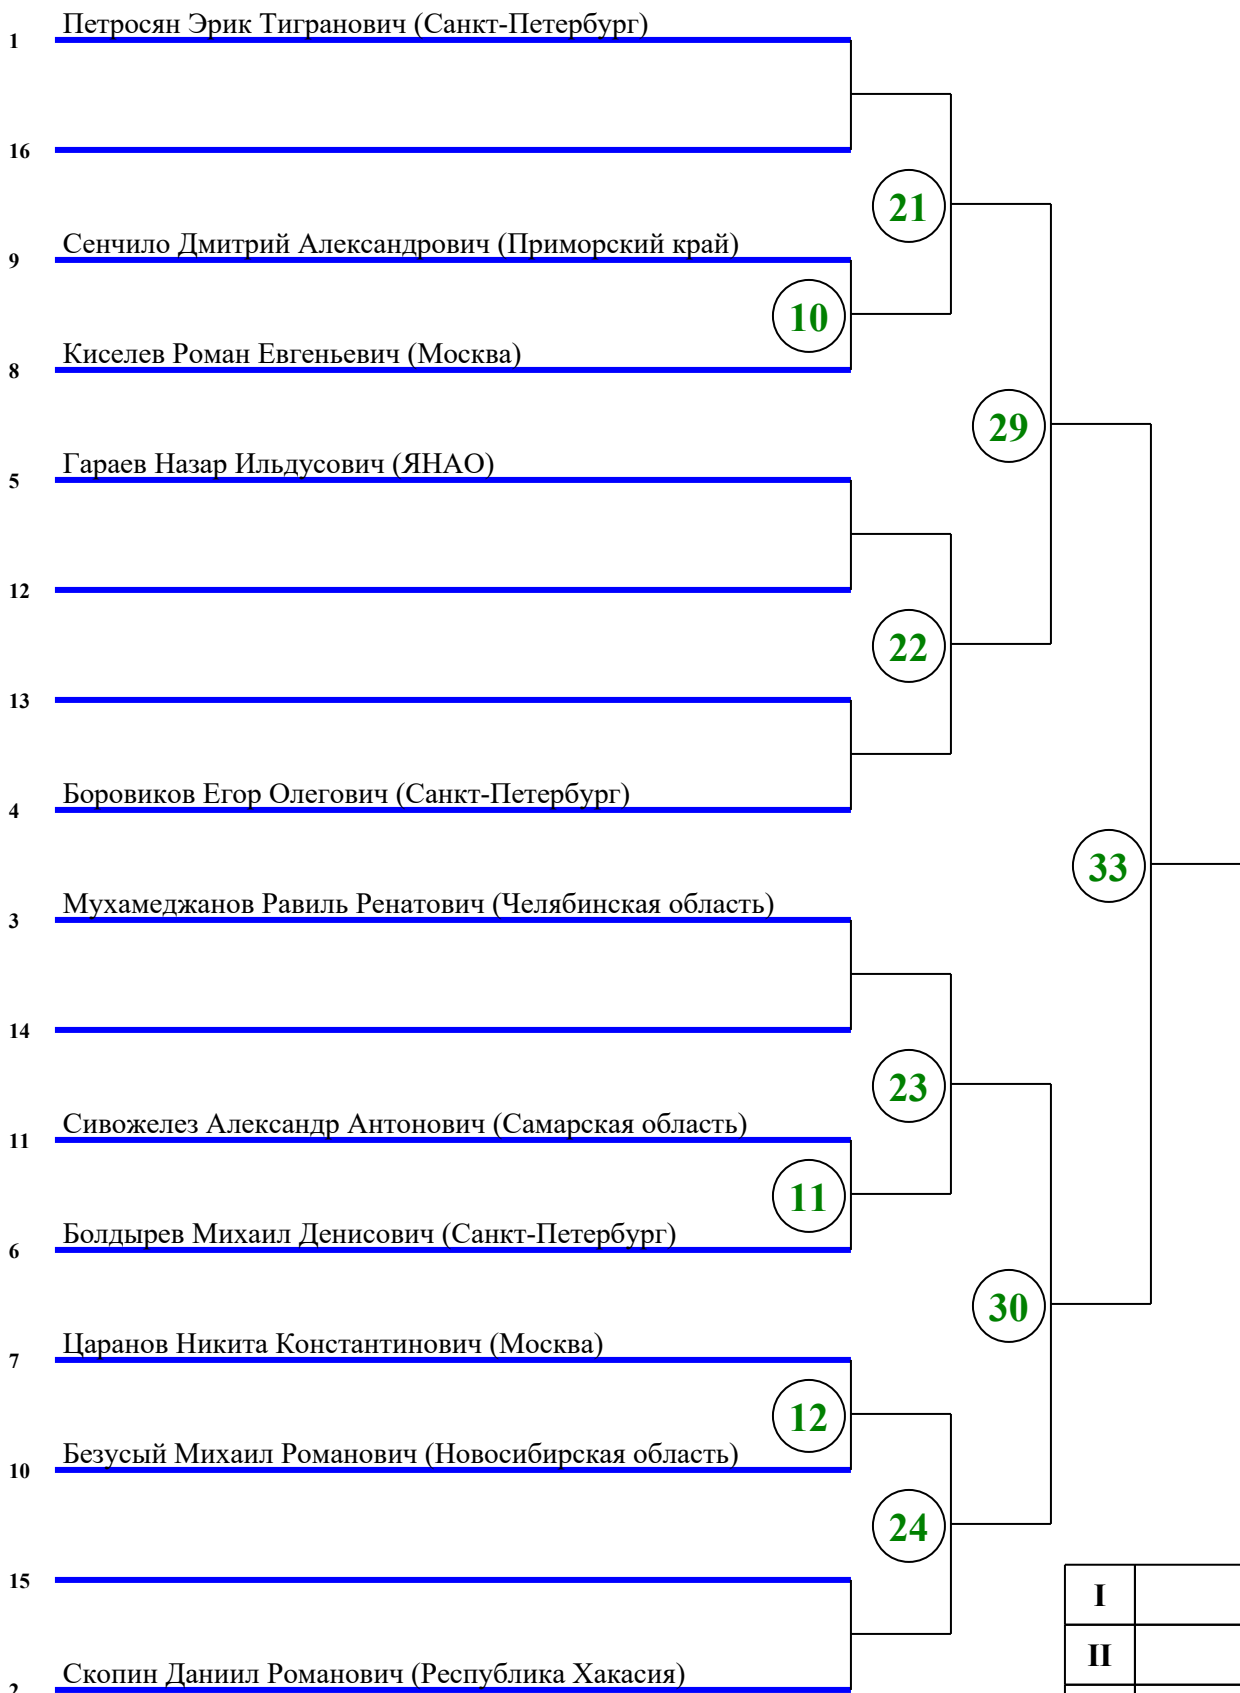 Петросян Эрик Тигранович (Санкт-Петербург)
1
16
21
Сенчило Дмитрий Александрович (Приморский край)
9
10
Киселев Роман Евгеньевич (Москва)
8
29
Гараев Назар Ильдусович (ЯНАО)
5
12
22
13
Боровиков Егор Олегович (Санкт-Петербург)
4
33
Мухамеджанов Равиль Ренатович (Челябинская область)
3
14
23
Сивожелез Александр Антонович (Самарская область)
11
11
Болдырев Михаил Денисович (Санкт-Петербург)
6
30
Царанов Никита Константинович (Москва)
7
12
Безусый Михаил Романович (Новосибирская область)
10
24
15
I
II
Скопин Даниил Романович (Республика Хакасия)
2